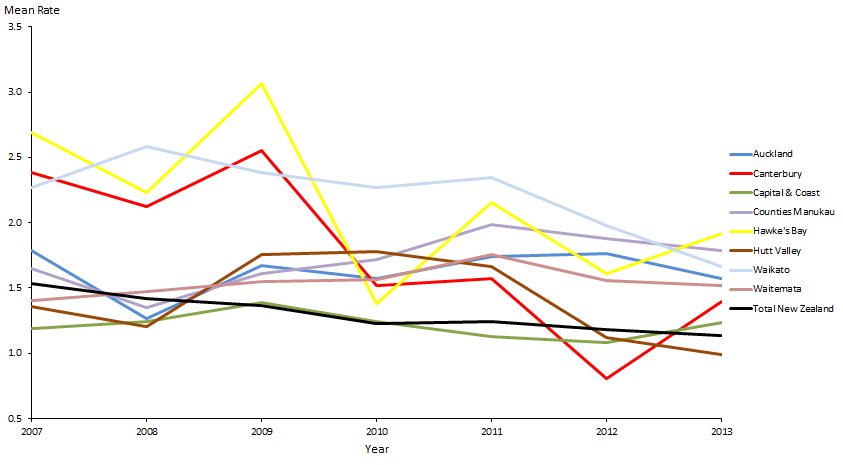 Mean Rate
3.5
3.0
2.5
2.0
1.5
1.0
0.5
2007 2008 2009 2010 2011 2012 2013
Year
Auckland
Canterbury
Capital & Coast
Counties Manukau
Hawke's Bay
Hutt Valley
Waikato
Waitemata
Total New Zealand